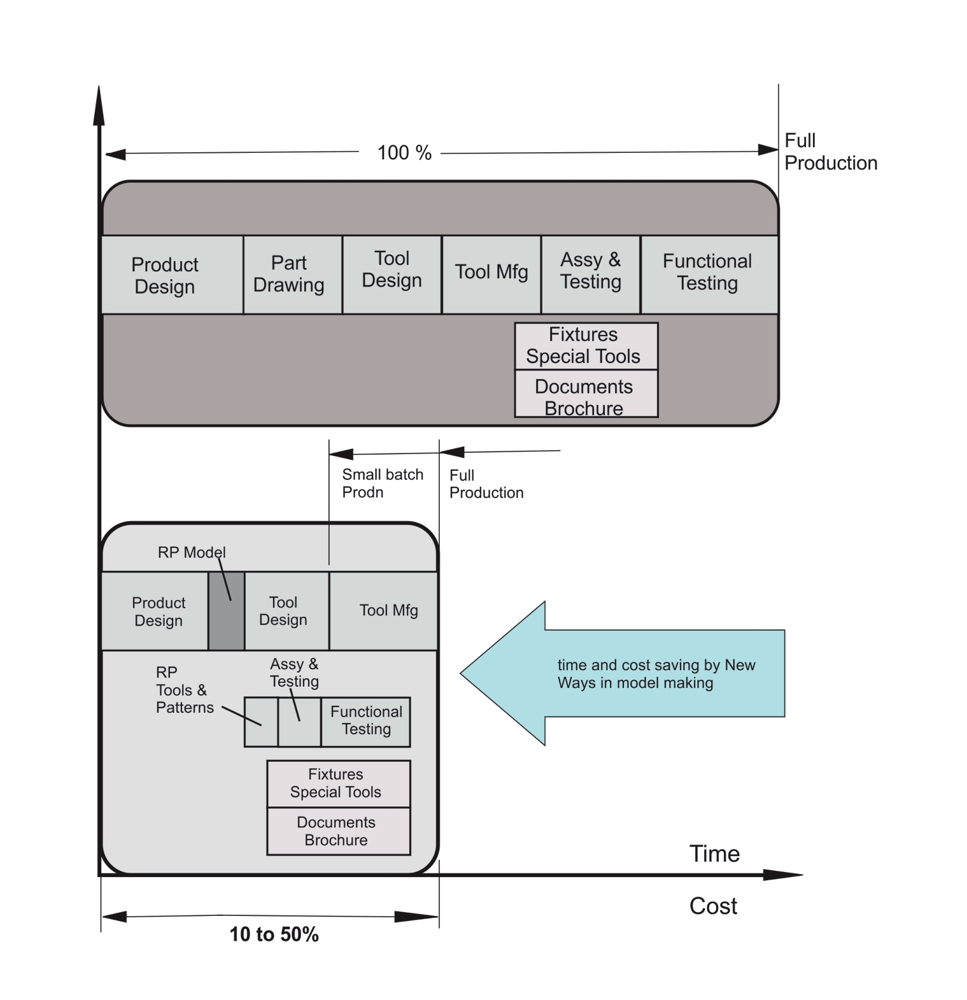 100 %
Full
Production
Product
Design
Part
Drawing
Tool
Design
Tool Mfg
Assy &
Testing
Functional
Testing
Fixtures
Special Tools
Documents
Brochure
Small batch
Prodn
Full
Production
RP Model
Product
Design
Tool
Design
Tool Mfg
RP
Tools &
Patterns
Assy &
Testing
Functional
Testing
Fixtures
Special Tools
Documents
Brochure
time and cost saving by New
Ways in model making
Time
Cost
10 to 50%